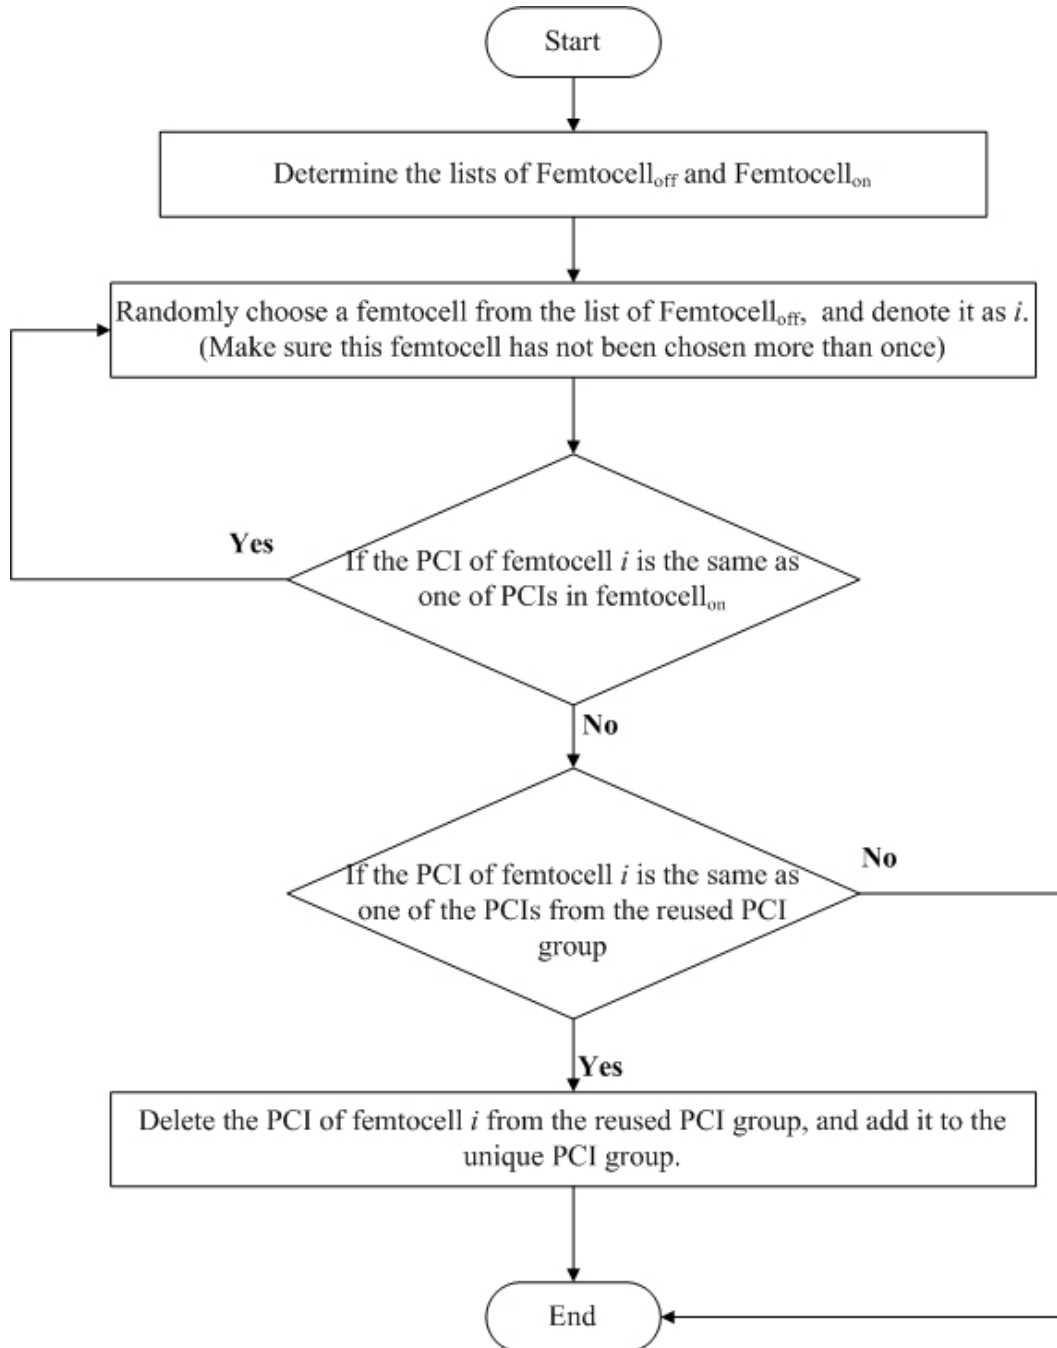 Start
Determine the lists of Femtocelloff and Femtocellon
Randomly choose a femtocell from the list of Femtocelloff, and denote it as i.
(Make sure this femtocell has not been chosen more than once)
Yes
If the PCI of femtocell i is the same as
one of PCIs in femtocellon
No
If the PCI of femtocell i is the same as
one of the PCIs from the reused PCI
group
No
Yes
Delete the PCI of femtocell i from the reused PCI group, and add it to the
unique PCI group.
End